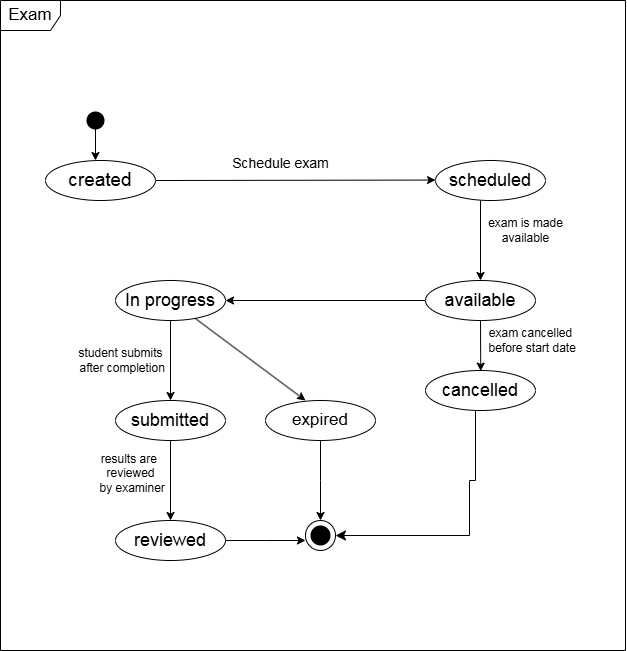 Exam
Schedule exam
created
scheduled
exam is made
available
In progress
available
student submits
after completion
exam cancelled
before start date
cancelled
submitted
expired
results are
reviewed
by examiner
reviewed